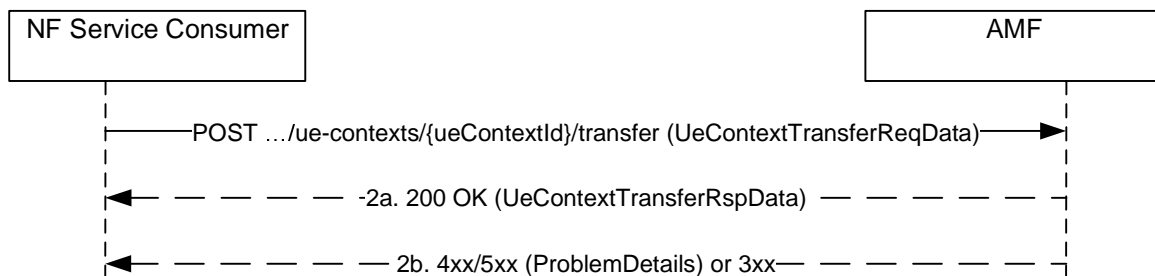 NF Service Consumer
AMF
POST …/ue-contexts/{ueContextId}/transfer (UeContextTransferReqData)
2a. 200 OK (UeContextTransferRspData)
2b. 4xx/5xx (ProblemDetails) or 3xx